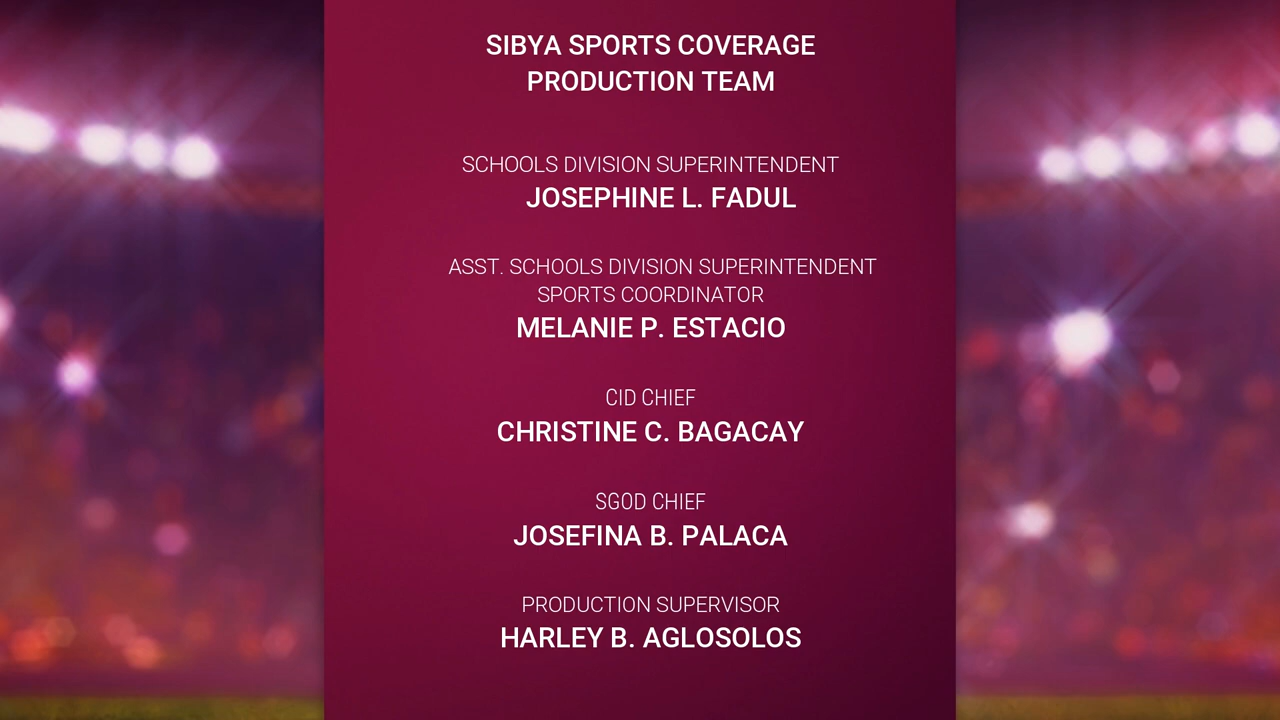 SIBYA SPORTS COVERAGE
PRODUCTION TEAM
SCHOOLS DIVISION SUPERINTENDENT
JOSEPHINE L. FADUL
ASST. SCHOOLS DIVISION SUPERINTENDENT
SPORTS COORDINATOR
MELANIE P. ESTACIO
CID CHIEF
CHRISTINE C. BAGACAY
SGOD CHIEF
JOSEFINA B. PALACA
PRODUCTION SUPERVISOR
HARLEY B. AGLOSOLOS